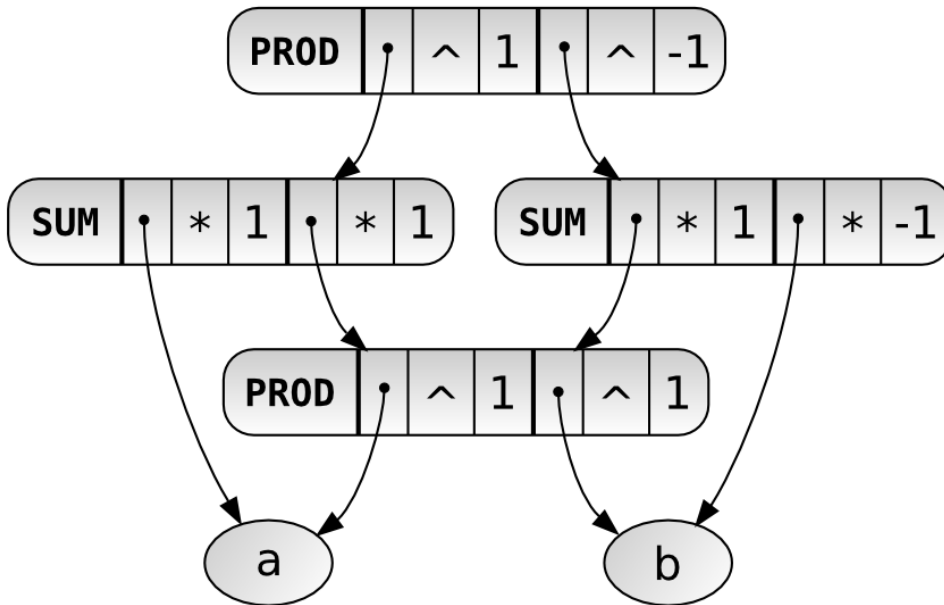 PROD ^ 1 ^ -1
SUM * 1 * 1
SUM * 1 * -1
PROD ^ 1 ^ 1
a
b